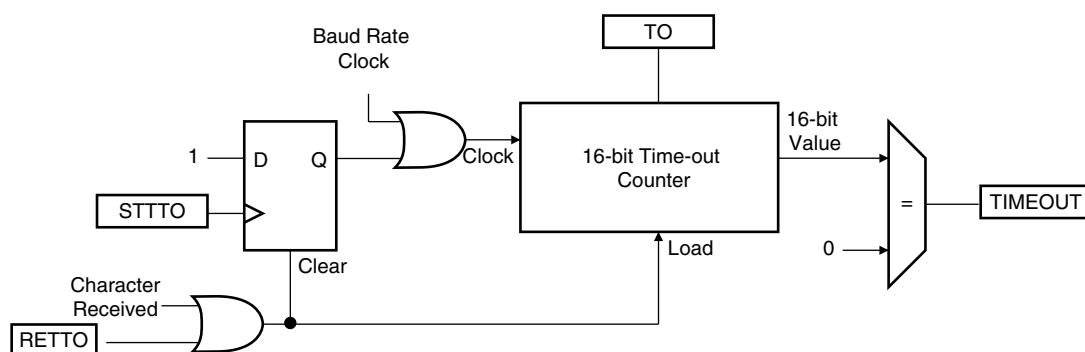 TO
Baud Rate
Clock
16-bit
Value
1
D
Q
Clock
16-bit Time-out
Counter
STTTO
=
TIMEOUT
0
Clear
Load
Character
Received
RETTO